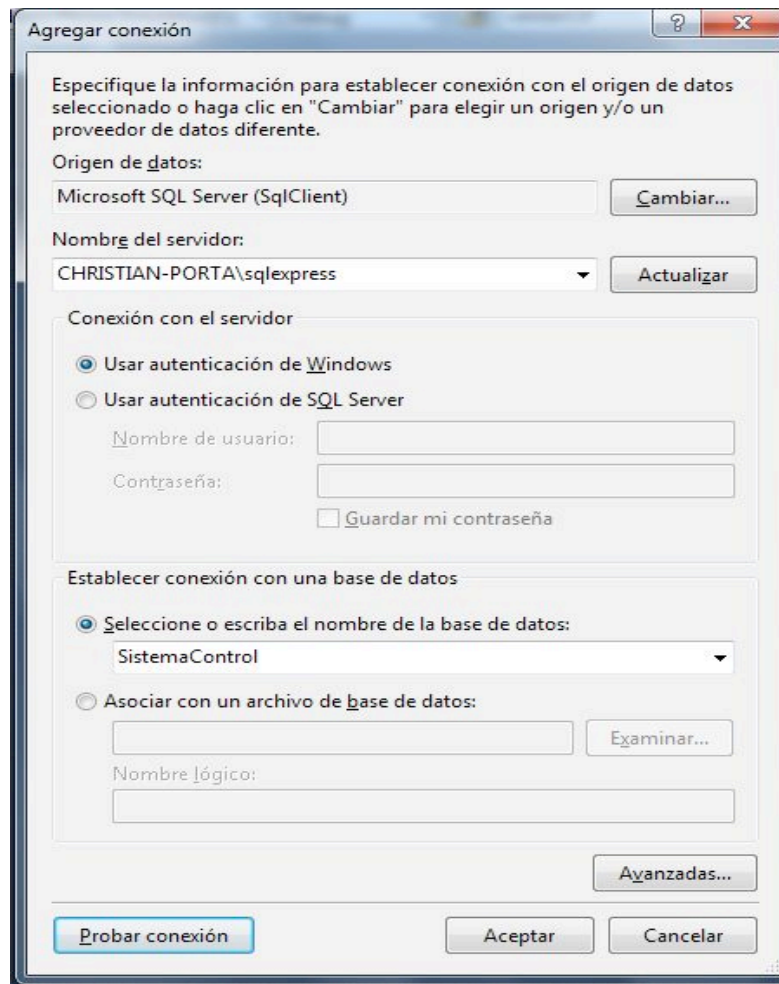 Agregar conexión
Especifique la información para establecer conexión con el origen de datos
seleccionado o haga clic en "Cambiar" para elegir un origen y/o un
proveedor de datos diferente.
Origen de datos:
Microsoft SQL Server (SqlClient)
Cambiar...
Nombre del servidor:
CHRISTIAN-PORTA\sqlexpress
Actualizar
Conexión con el servidor
Usar autenticación de Windows
Usar autenticación de SQL Server
Nombre de usuario:
Contraseña:
Guardar mi contraseña
Establecer conexión con una base de datos
Seleccione o escriba el nombre de la base de datos:
SistemaControl
Asociar con un archivo de base de datos:
Examinar...
Nombre lógico:
Avanzadas...
Probar conexión
Aceptar
Cancelar